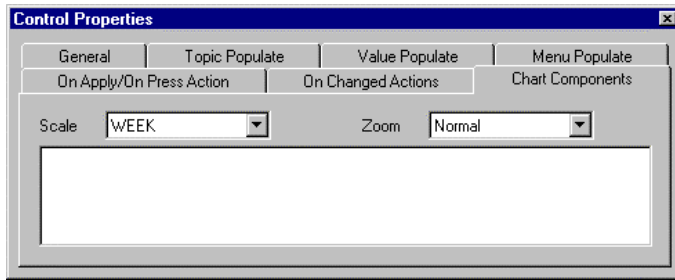 Control Properties
General Topic Populate Value Populate Menu Populate
On Apply/On Press Action On Changed Actions Chart Components
Scale WEEK Zoom Normal